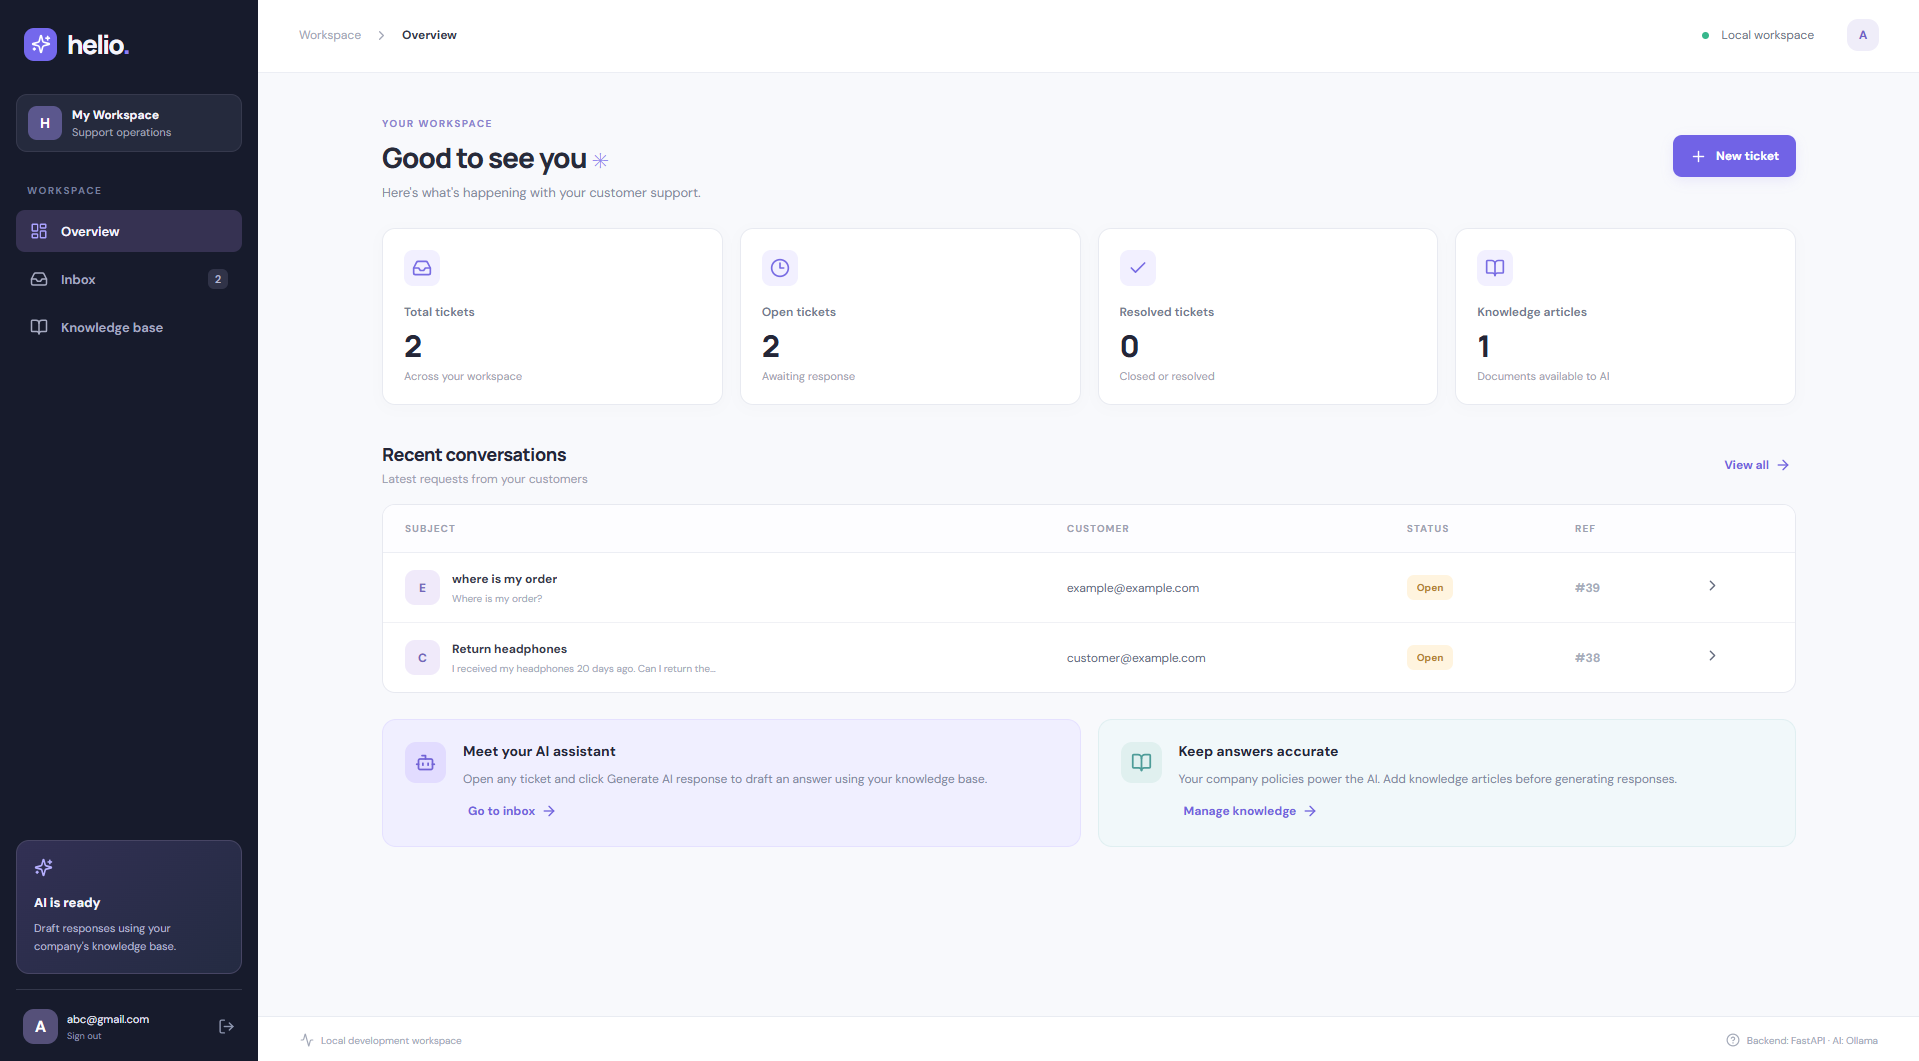 helio.
H
My Workspace
Support operations
WORKSPACE
Overview
Inbox 2
Knowledge base
AI is ready
Draft responses using your
company's knowledge base.
A
abc@gmail.com
Sign out
Workspace > Overview
Local workspace A
YOUR WORKSPACE
Good to see you
Here's what's happening with your customer support.
+ New ticket
Total tickets
2
Across your workspace
Open tickets
2
Awaiting response
Resolved tickets
0
Closed or resolved
Knowledge articles
1
Documents available to AI
Recent conversations
Latest requests from your customers
View all
SUBJECT CUSTOMER STATUS REF
E where is my order example@example.com Open #39
Where is my order?
C Return headphones customer@example.com Open #38
I received my headphones 20 days ago. Can I return the...
Meet your AI assistant
Open any ticket and click Generate AI response to draft an answer using your knowledge base.
Go to inbox
Keep answers accurate
Your company policies power the AI. Add knowledge articles before generating responses.
Manage knowledge
Local development workspace
Backend: FastAPI · AI: Ollama